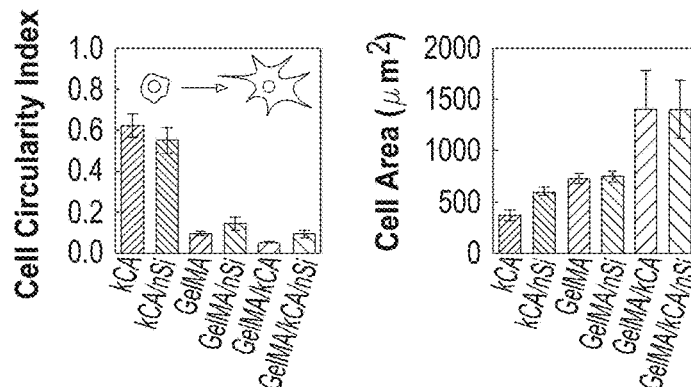 Cell Circularity Index
1.0
0.8
0.6
0.4
0.2
0.0
kCA
kCA/nSi
GelMA
GelMA/nSi
GelMA/kCA
GelMA/kCA/nSi
Cell Area (μm²)
2000
1500
1000
500
0
kCA
kCA/nSi
GelMA
GelMA/nSi
GelMA/kCA
GelMA/kCA/nSi